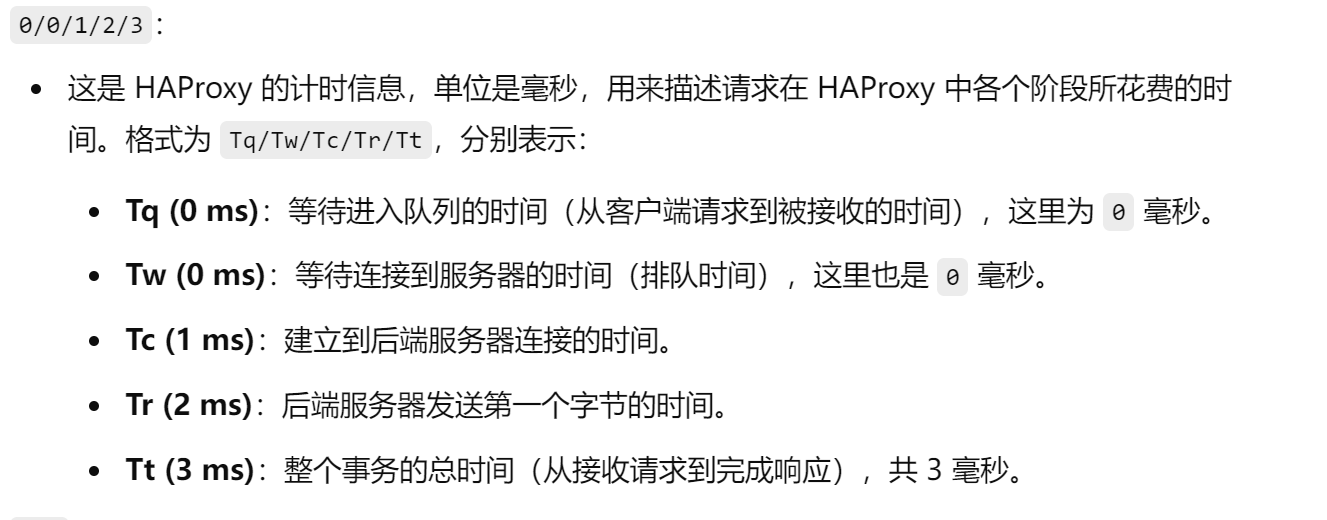 0/0/1/2/3：
• 这是 HAProxy 的计时信息，单位是毫秒，用来描述请求在 HAProxy 中各个阶段所花费的时
间。格式为 Tq/Tw/Tc/Tr/Tt，分别表示：
• Tq (0 ms)：等待进入队列的时间（从客户端请求到被接收的时间），这里为 0 毫秒。
• Tw (0 ms)：等待连接到服务器的时间（排队时间），这里也是 0 毫秒。
• Tc (1 ms)：建立到后端服务器连接的时间。
• Tr (2 ms)：后端服务器发送第一个字节的时间。
• Tt (3 ms)：整个事务的总时间（从接收请求到完成响应），共 3 毫秒。